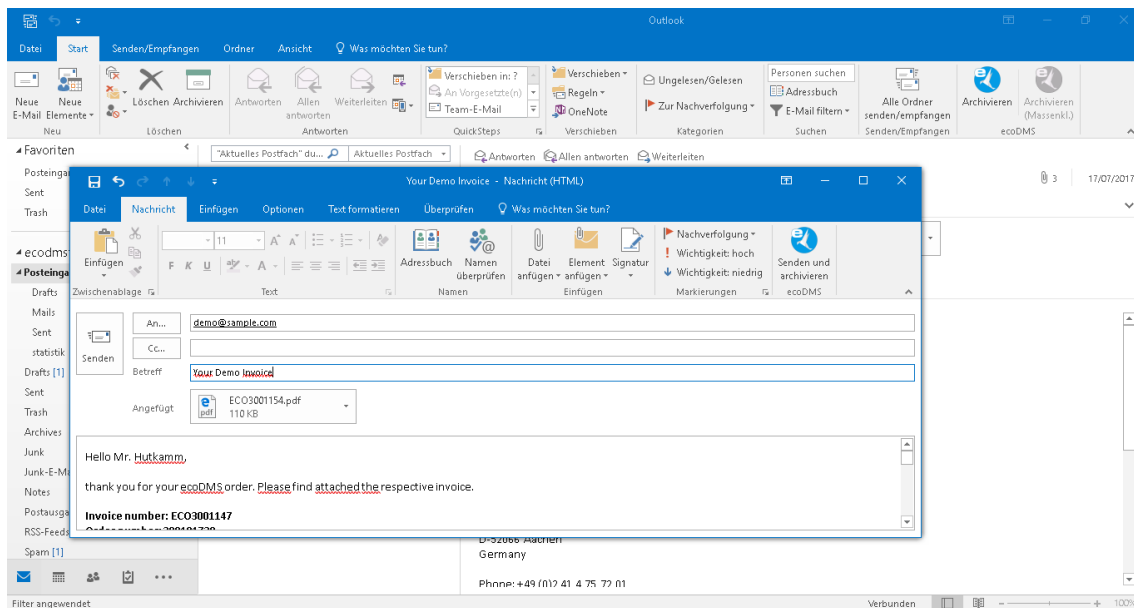 Outlook
Datei Start Senden/Empfangen Ordner Ansicht Was möchten Sie tun?
Neue E-Mail
Neue Elemente
Löschen Archivieren
Antworten Allen antworten Weiterleiten
Verschieben in: ?
An Vorgesetzte(n)
Team-E-Mail
Verschieben
Regeln
OneNote
Ungelesen/Gelesen
Zur Nachverfolgung
Personen suchen
Adressbuch
E-Mail filtern
Alle Ordner senden/empfangen
Archivieren
Archivieren (Massenkl.)
Neu Löschen Antworten QuickSteps Verschieben Kategorien Suchen Senden/Empfangen ecoDMS
Favoriten
"Aktuelles Postfach" du... Aktuelles Postfach
Antworten Allen antworten Weiterleiten
Sent
Trash
3 17/07/2017
ecodms
Drafts
Mails
Sent
statistik
Drafts [1]
Sent
Trash
Archives
Junk
Notes
RSS-Feeds
Spam [1]
Your Demo Invoice - Nachricht (HTML)
Datei Nachricht Einfügen Optionen Text formatieren Überprüfen Was möchten Sie tun?
Einfügen
11
F K U
A
Adressbuch
Namen überprüfen
Datei anfügen
Element anfügen
Signatur
Nachverfolgung
Wichtigkeit: hoch
Wichtigkeit: niedrig
Senden und archivieren
Zwischenablage Text Namen Einfügen Markierungen ecoDMS
Senden
An... demo@sample.com
Cc...
Betreff Your Demo Invoice
Angefügt
pdf
ECO3001154.pdf
110 KB
Hello Mr. Hutkamm,
thank you for your ecoDMS order. Please find attached the respective invoice.
Invoice number: ECO3001147
D-52066 Aachen
Germany
Phone: +49 (0)2 41 4 75 72 01
Filter angewendet
Verbunden
100%